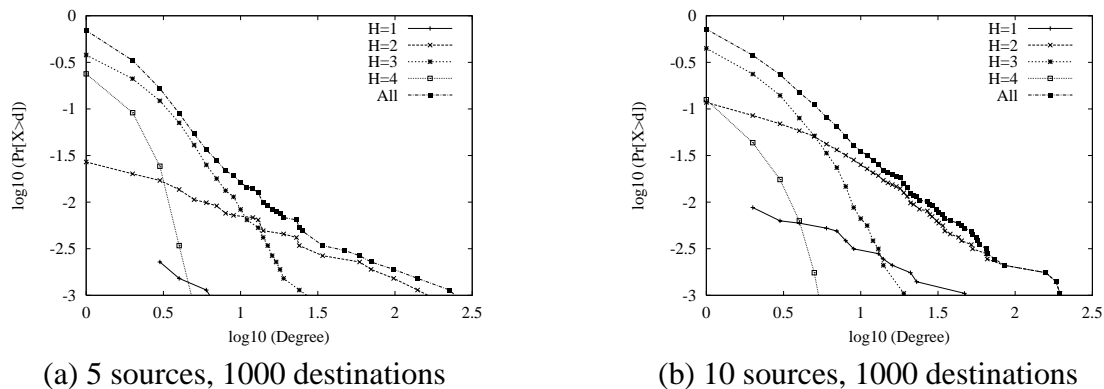 0
-0.5
-1
-1.5
-2
-2.5
-3
0 0.5 1 1.5 2 2.5
log10 (Pr[X>d])
log10 (Degree)
H=1
H=2
H=3
H=4
All
(a) 5 sources, 1000 destinations
0
-0.5
-1
-1.5
-2
-2.5
-3
0 0.5 1 1.5 2 2.5
log10 (Pr[X>d])
log10 (Degree)
H=1
H=2
H=3
H=4
All
(b) 10 sources, 1000 destinations